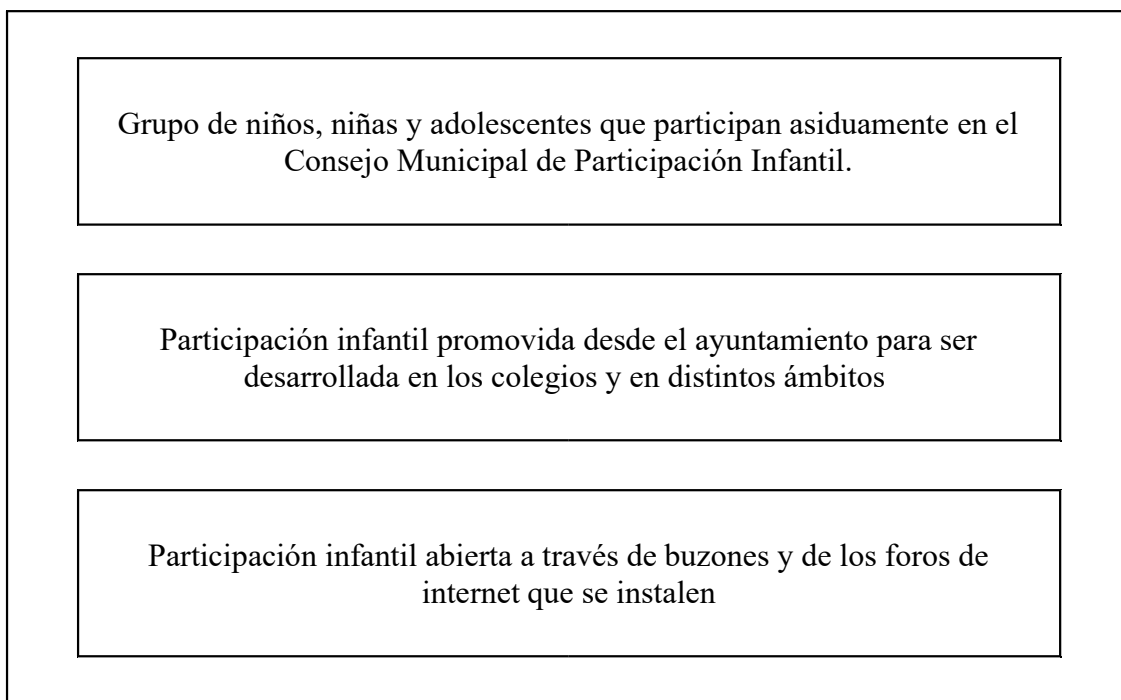 Grupo de niños, niñas y adolescentes que participan asiduamente en el
Consejo Municipal de Participación Infantil.
Participación infantil promovida desde el ayuntamiento para ser
desarrollada en los colegios y en distintos ámbitos
Participación infantil abierta a través de buzones y de los foros de
internet que se instalen